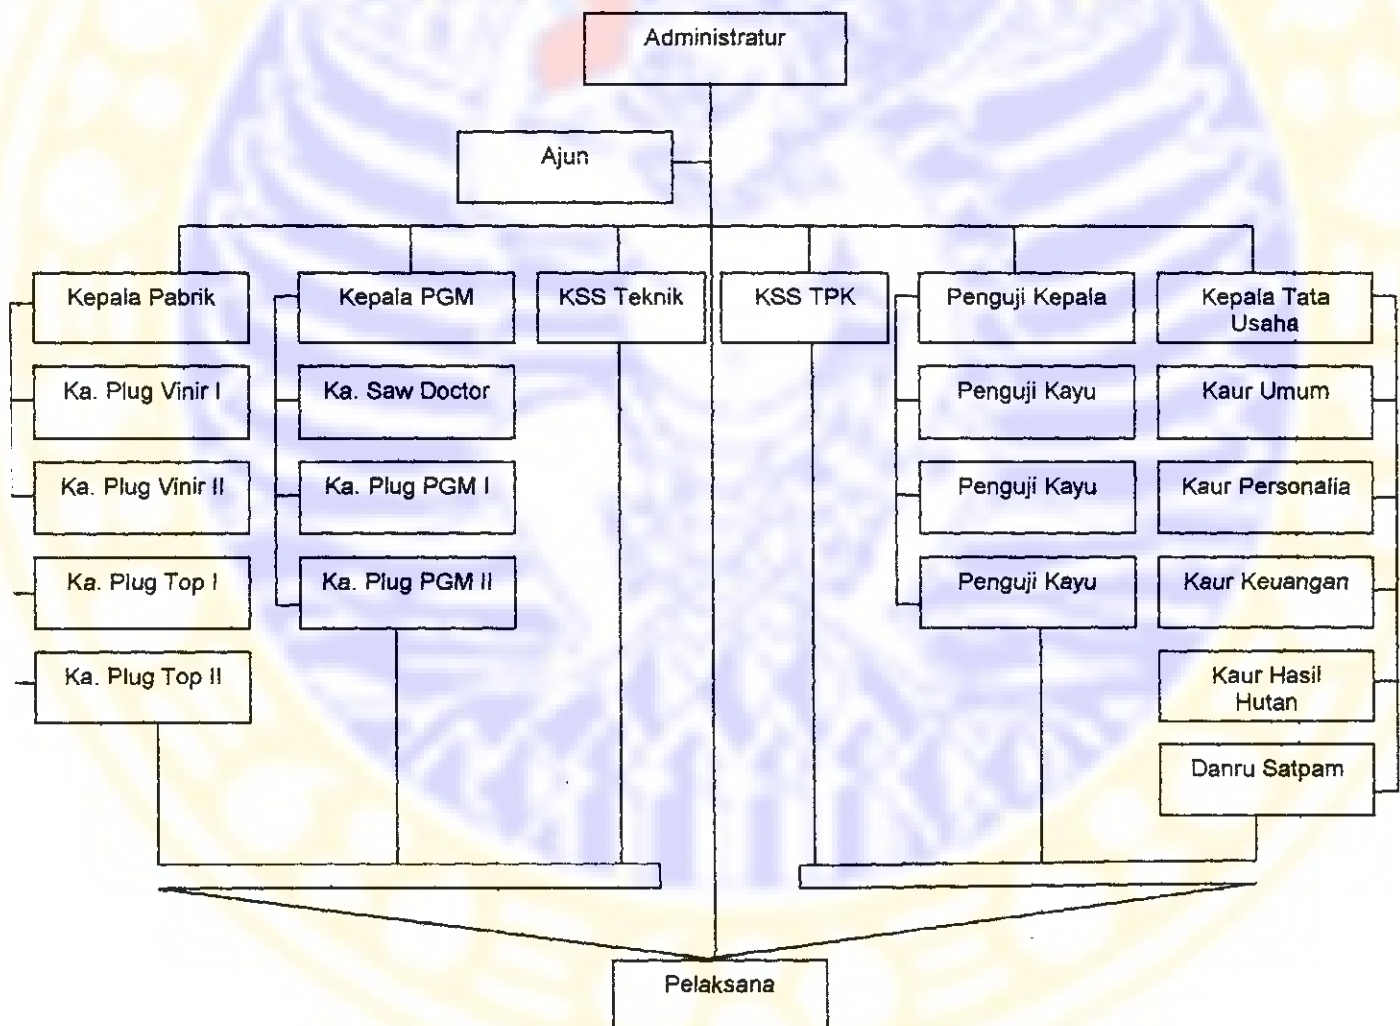 Administratur
Ajun
Kepala Pabrik
Kepala PGM
KSS Teknik
KSS TPK
Penguji Kepala
Kepala Tata
Usaha
Ka. Plug Vinir I
Ka. Saw Doctor
Penguji Kayu
Kaur Umum
Ka. Plug Vinir II
Ka. Plug PGM I
Penguji Kayu
Kaur Personalia
Ka. Plug Top I
Ka. Plug PGM II
Penguji Kayu
Kaur Keuangan
Ka. Plug Top II
Kaur Hasil
Hutan
Danru Satpam
Pelaksana